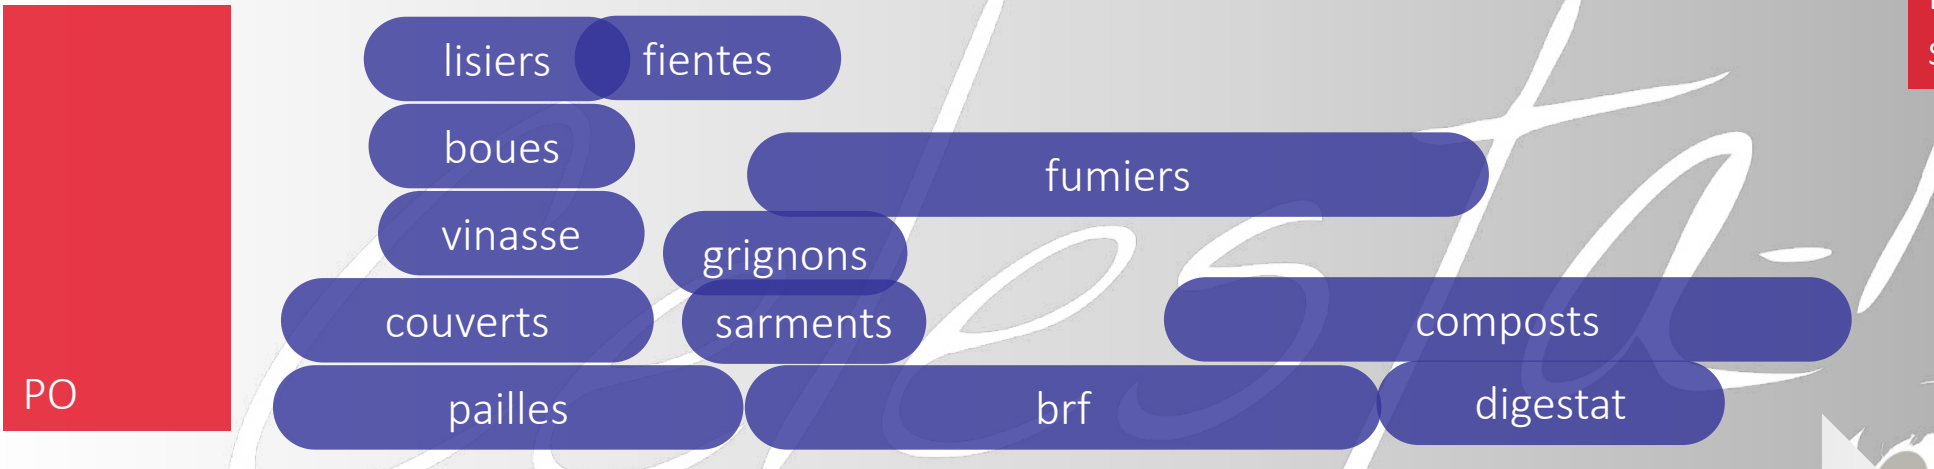 lisiers
fientes
boues
fumiers
vinasse
grignons
couverts
sarments
composts
PO
pailles
brf
digestat